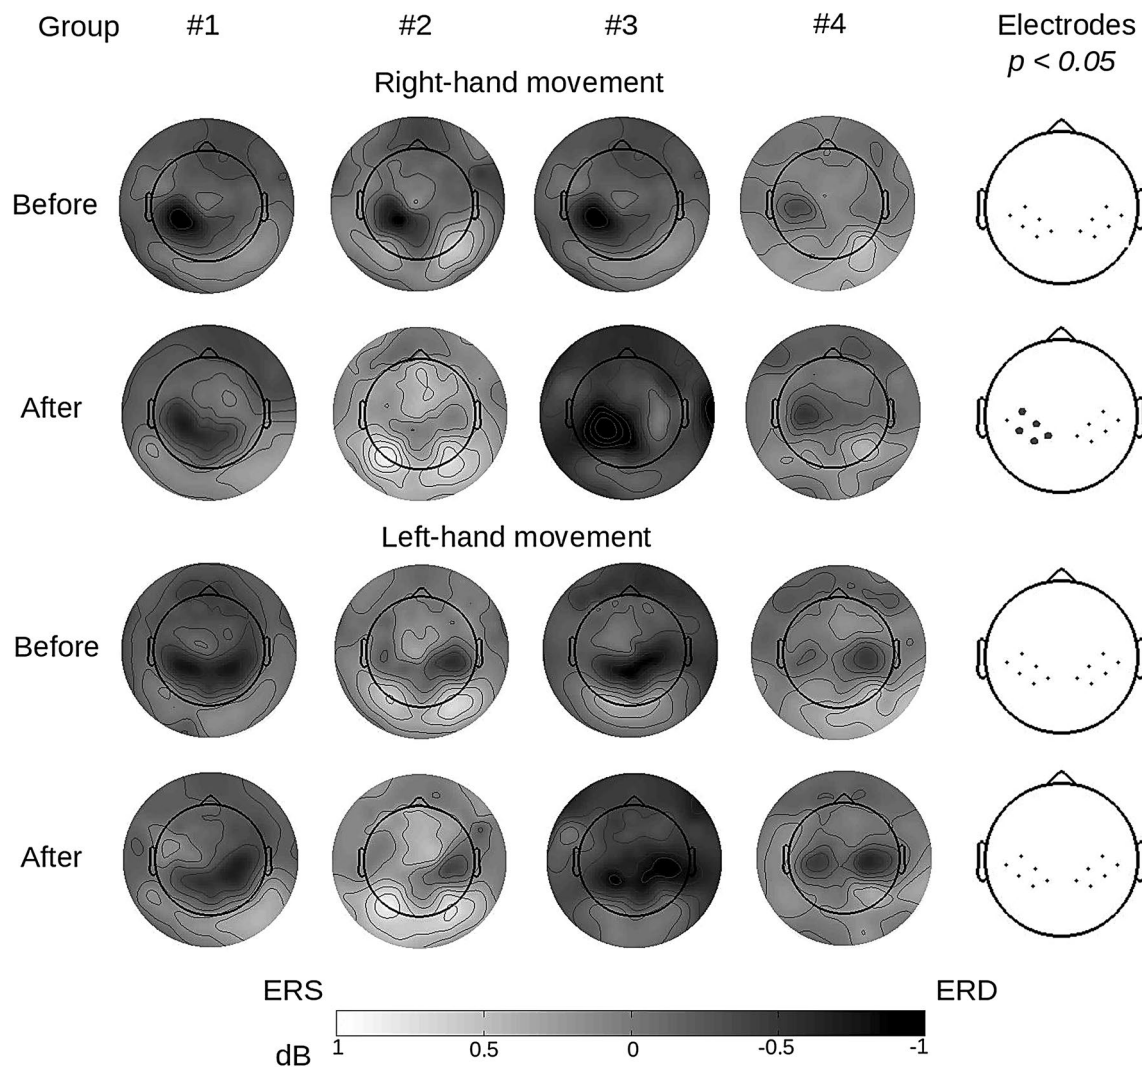 Group #1 #2 #3 #4 Electrodes
p < 0.05
Right-hand movement
Before
After
Left-hand movement
Before
After
ERS ERD
dB 1 0.5 0 -0.5 -1